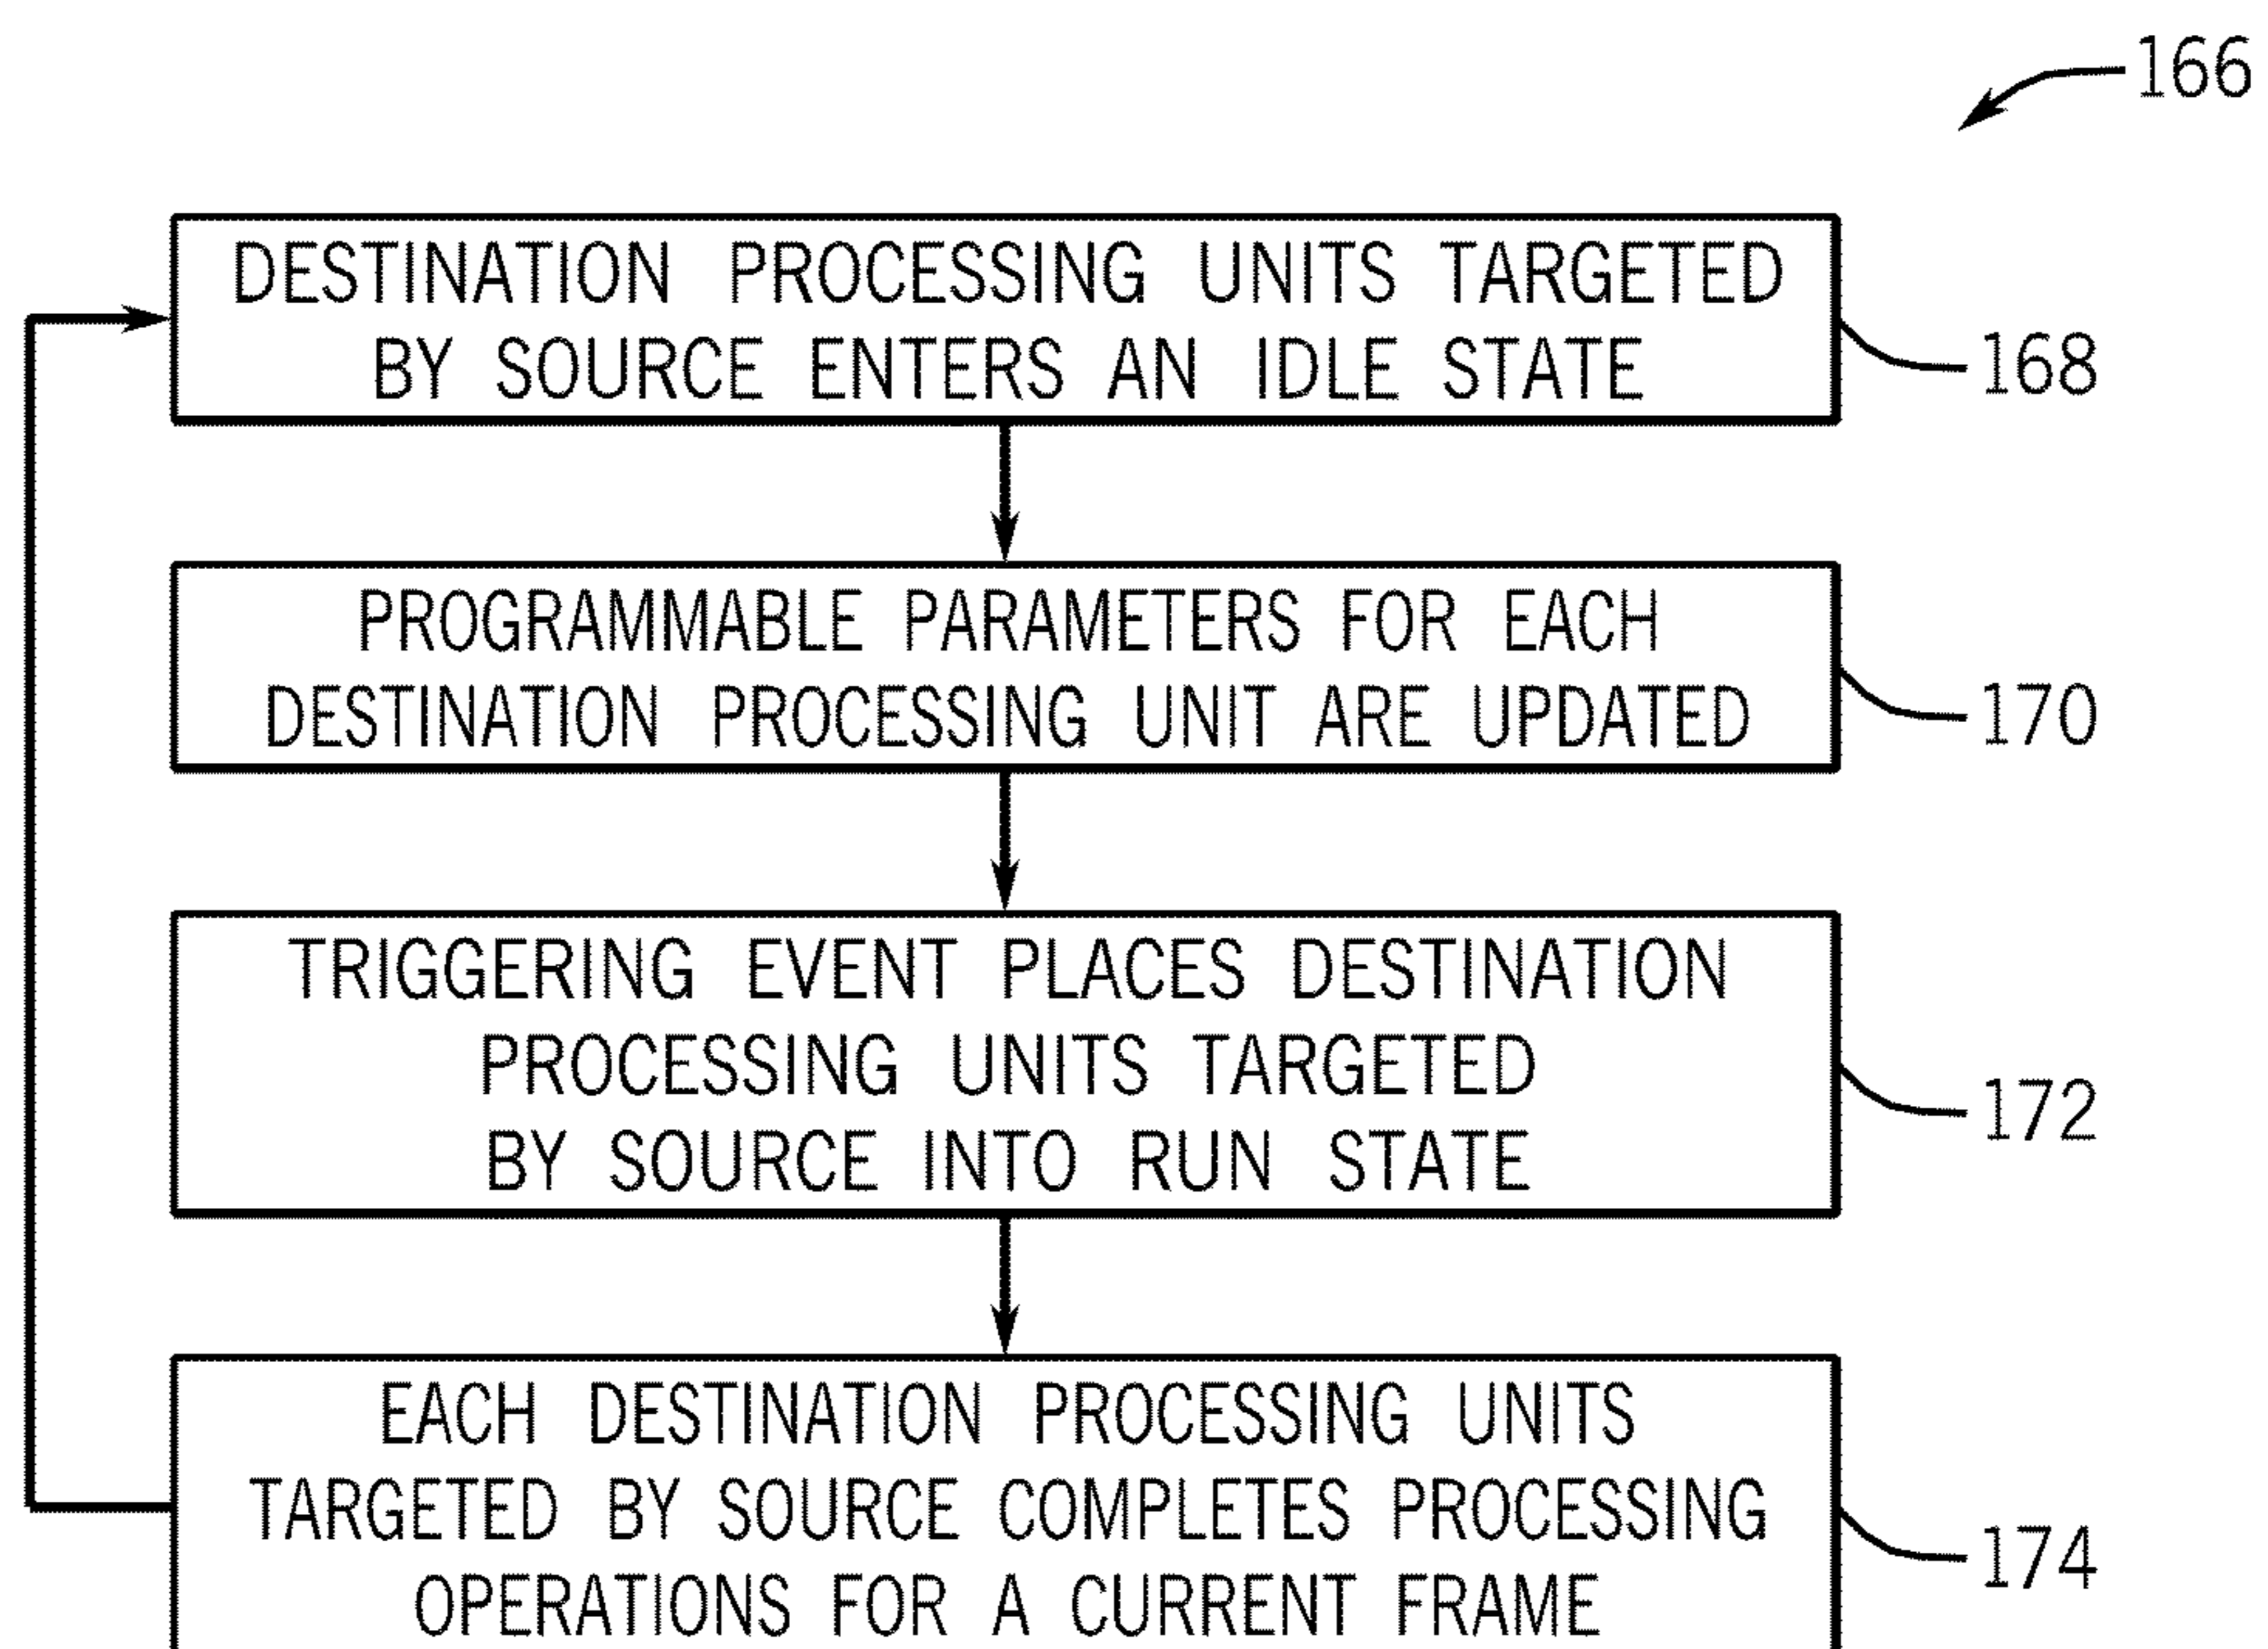 166
DESTINATION PROCESSING UNITS TARGETED
BY SOURCE ENTERS AN IDLE STATE
168
PROGRAMMABLE PARAMETERS FOR EACH
DESTINATION PROCESSING UNIT ARE UPDATED
170
TRIGGERING EVENT PLACES DESTINATION
PROCESSING UNITS TARGETED
BY SOURCE INTO RUN STATE
172
EACH DESTINATION PROCESSING UNITS
TARGETED BY SOURCE COMPLETES PROCESSING
OPERATIONS FOR A CURRENT FRAME
174